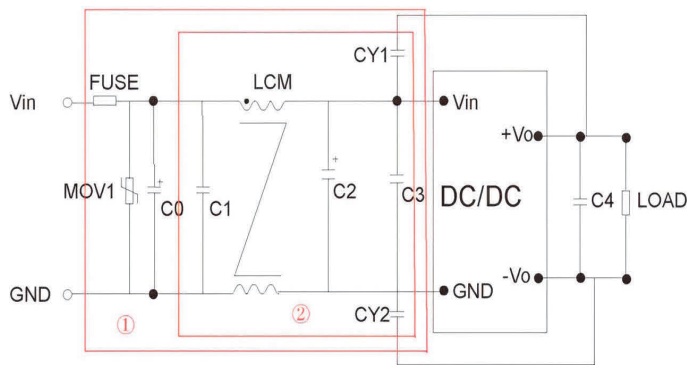 CY1
FUSE
LCM
Vin
Vin
+Vo
MOV1
C0
C1
C2
C3
DC/DC
C4
LOAD
-Vo
GND
GND
①
②
CY2
+
+